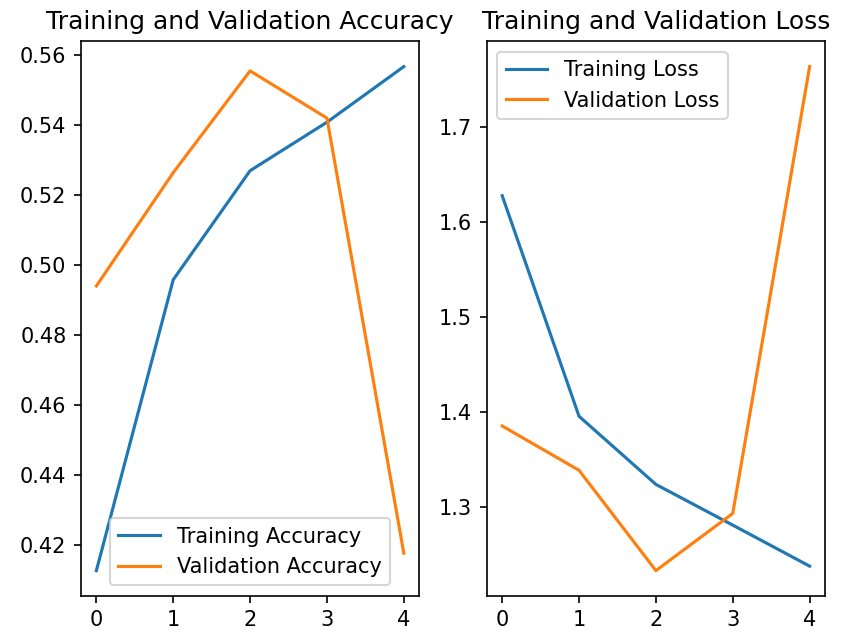 Training and Validation Accuracy
0.56
0.54
0.52
0.50
0.48
0.46
0.44
0.42
Training Accuracy
Validation Accuracy
0 1 2 3 4
Training and Validation Loss
Training Loss
Validation Loss
1.7
1.6
1.5
1.4
1.3
0 1 2 3 4